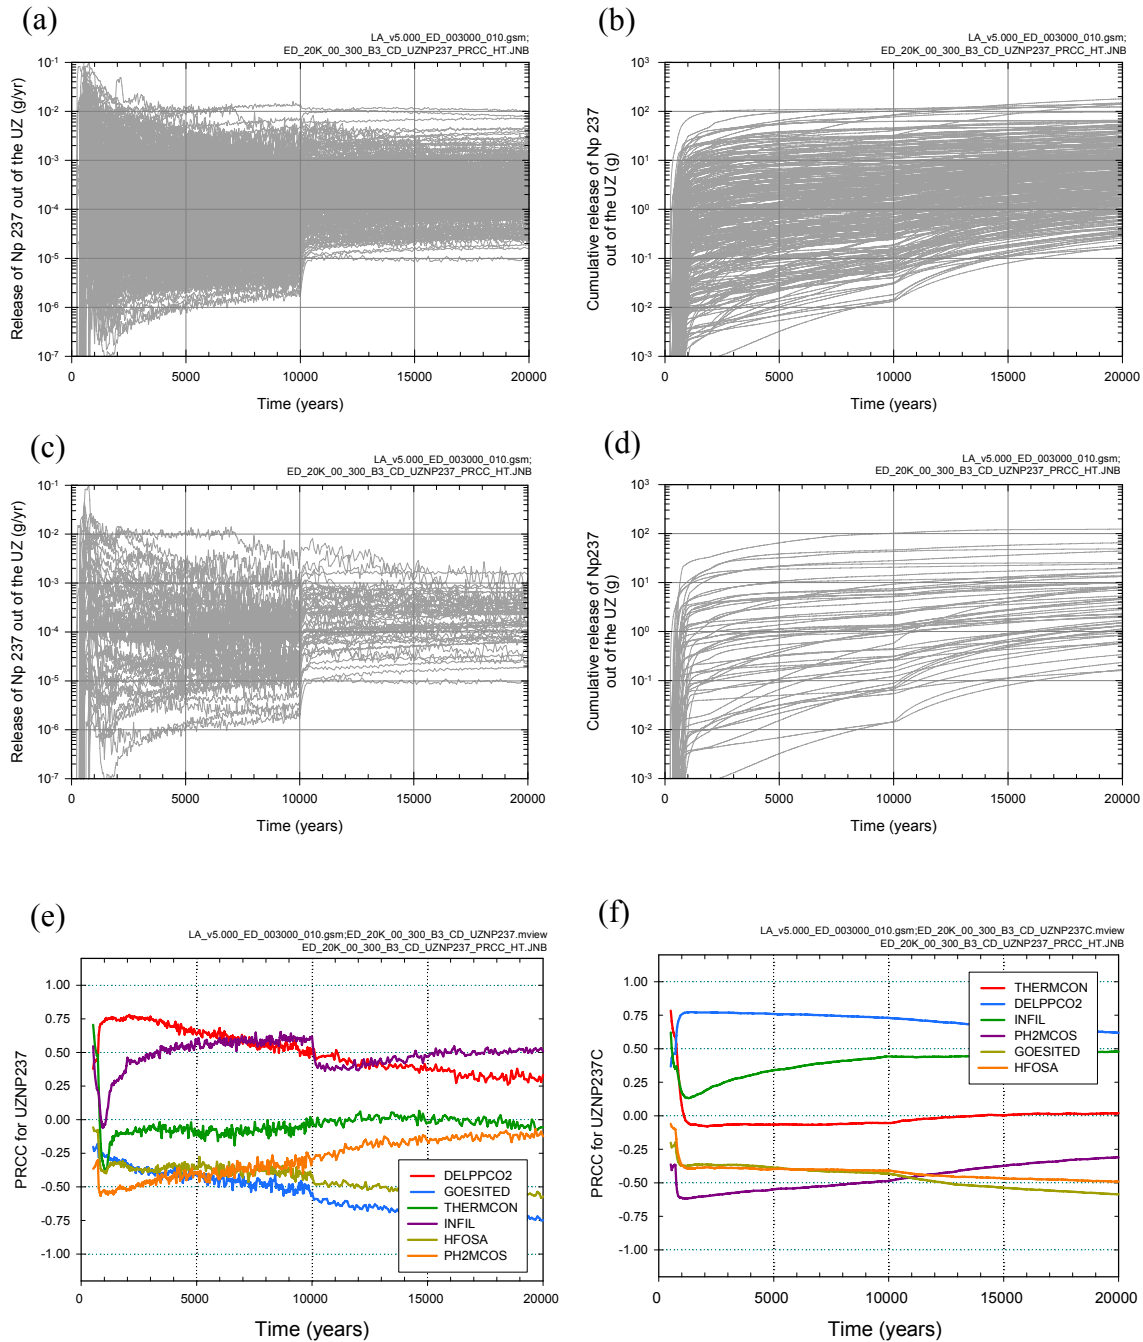 (a)
LA_v5.000_ED_003000_010.gsm;
ED_20K_00_300_B3_CD_UZNP237_PRCC_HT.JNB
Release of Np 237 out of the UZ (g/yr)
10-1
10-2
10-3
10-4
10-5
10-6
10-7
0 5000 10000 15000 20000
Time (years)
(b)
LA_v5.000_ED_003000_010.gsm;
ED_20K_00_300_B3_CD_UZNP237_PRCC_HT.JNB
Cumulative release of Np 237
out of the UZ (g)
103
102
101
100
10-1
10-2
10-3
0 5000 10000 15000 20000
Time (years)
(c)
LA_v5.000_ED_003000_010.gsm;
ED_20K_00_300_B3_CD_UZNP237_PRCC_HT.JNB
Release of Np 237 out of the UZ (g/yr)
10-1
10-2
10-3
10-4
10-5
10-6
10-7
0 5000 10000 15000 20000
Time (years)
(d)
LA_v5.000_ED_003000_010.gsm;
ED_20K_00_300_B3_CD_UZNP237_PRCC_HT.JNB
Cumulative release of Np237
out of the UZ (g)
103
102
101
100
10-1
10-2
10-3
0 5000 10000 15000 20000
Time (years)
(e)
LA_v5.000_ED_003000_010.gsm;ED_20K_00_300_B3_CD_UZNP237.mview
ED_20K_00_300_B3_CD_UZNP237_PRCC_HT.JNB
PRCC for UZNP237
1.00
0.75
0.50
0.25
0.00
-0.25
-0.50
-0.75
-1.00
DELPPCO2
GOESITED
THERMCON
INFIL
HFOSA
PH2MCOS
0 5000 10000 15000 20000
Time (years)
(f)
LA_v5.000_ED_003000_010.gsm;ED_20K_00_300_B3_CD_UZNP237C.mview
ED_20K_00_300_B3_CD_UZNP237_PRCC_HT.JNB
PRCC for UZNP237C
1.00
0.75
0.50
0.25
0.00
-0.25
-0.50
-0.75
-1.00
THERMCON
DELPPCO2
INFIL
PH2MCOS
GOESITED
HFOSA
0 5000 10000 15000 20000
Time (years)